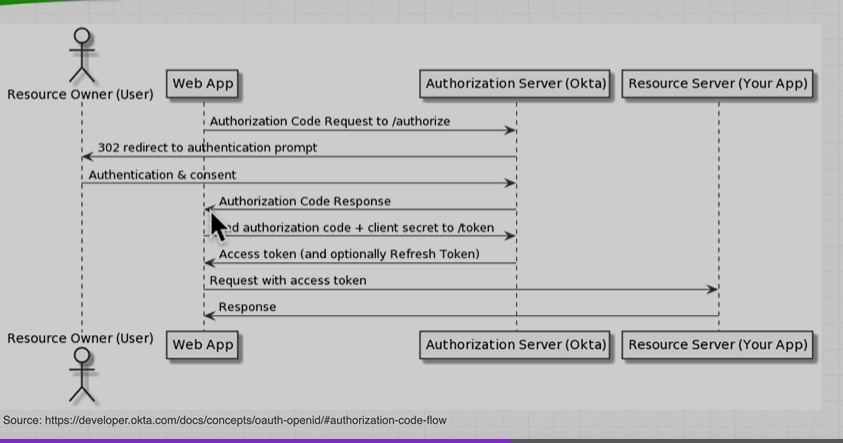 Resource Owner (User)
Web App
Authorization Server (Okta)
Resource Server (Your App)
Authorization Code Request to /authorize
302 redirect to authentication prompt
Authentication & consent
Authorization Code Response
authorization code + client secret to /token
Access token (and optionally Refresh Token)
Request with access token
Response
Resource Owner (User)
Web App
Authorization Server (Okta)
Resource Server (Your App)
Source: https://developer.okta.com/docs/concepts/oauth-openid/#authorization-code-flow